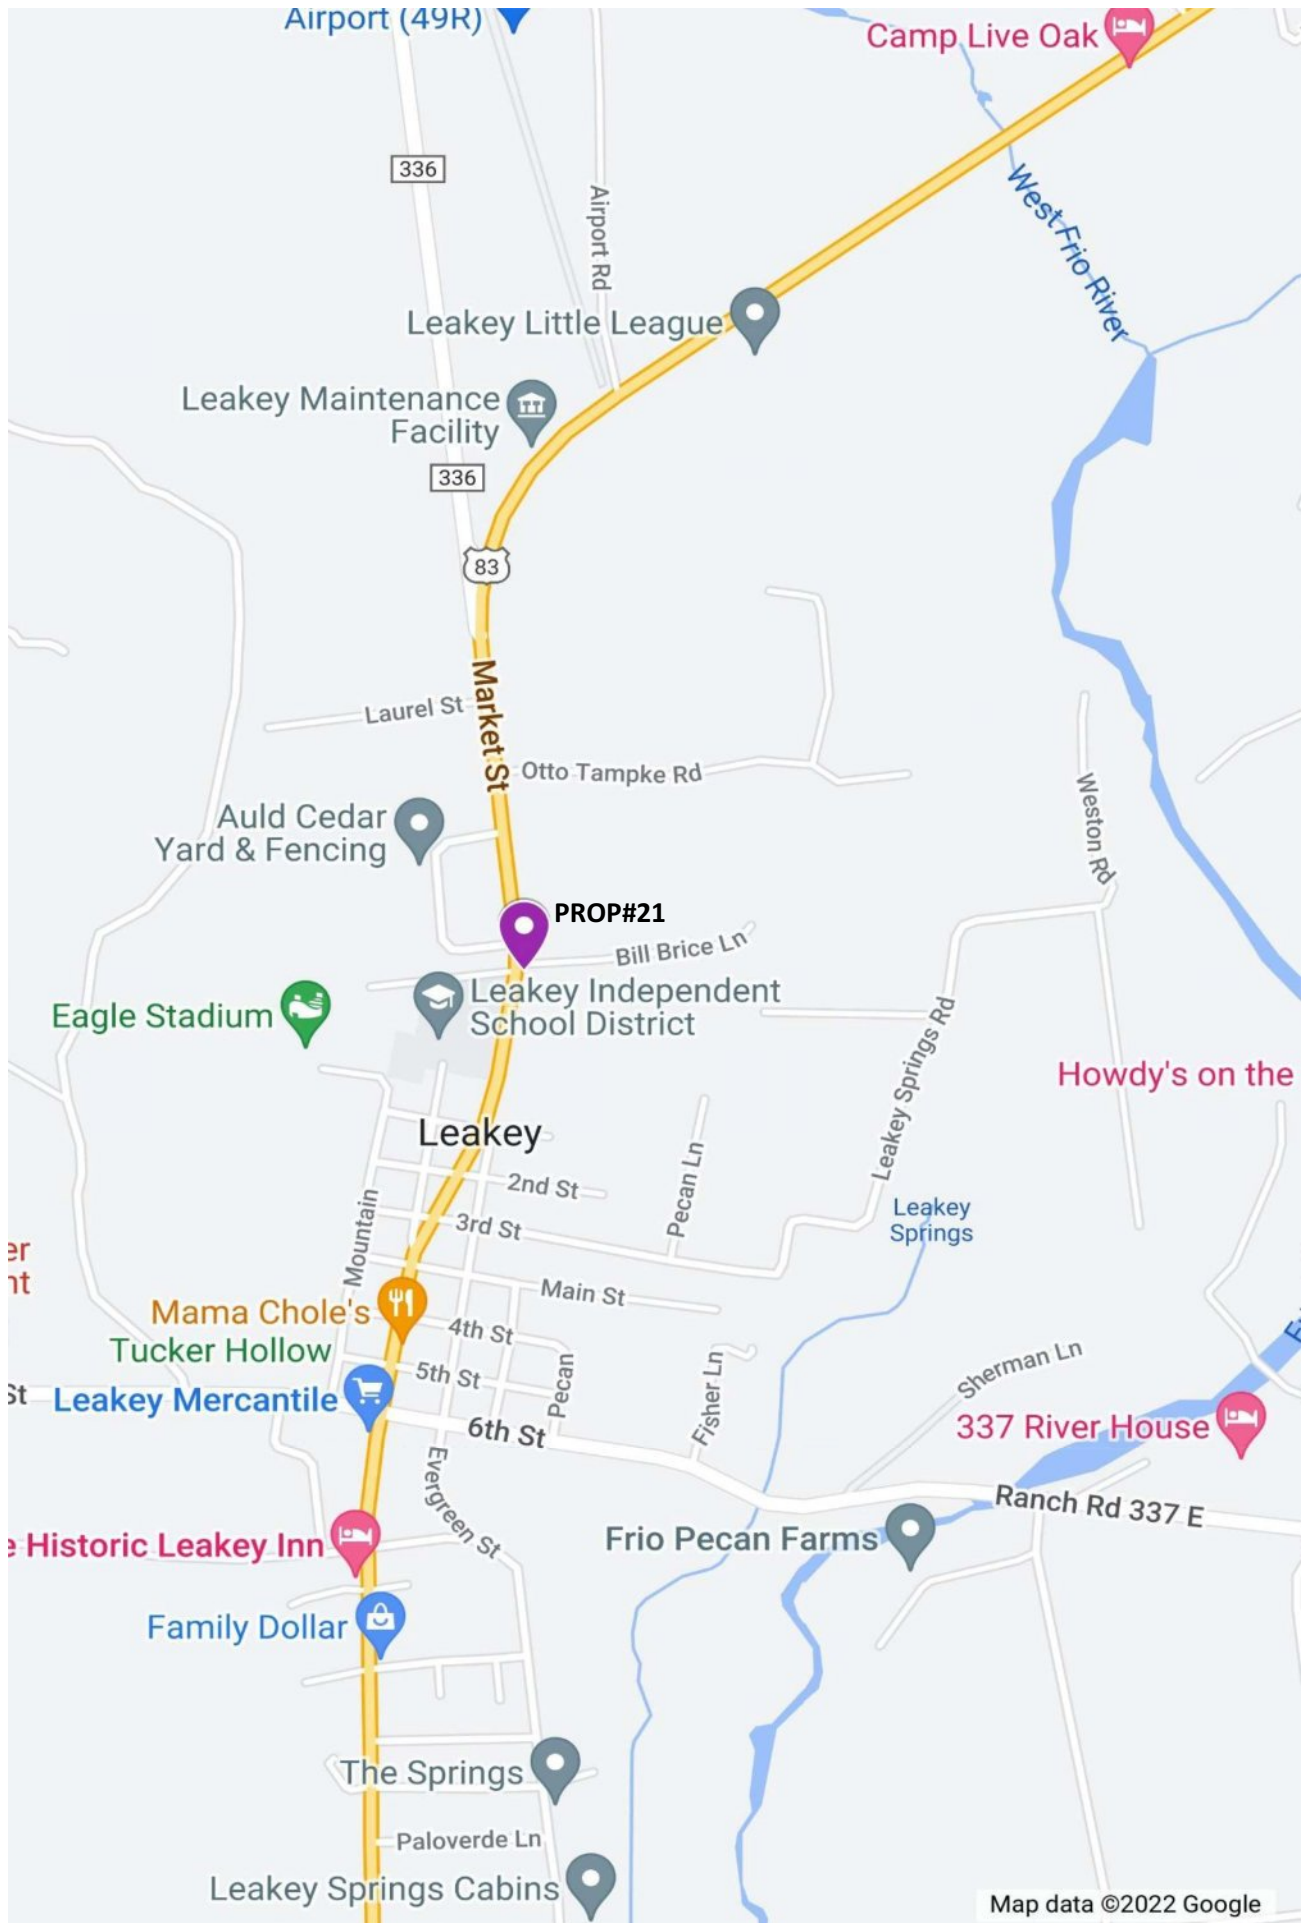 Airport (49R)
Camp Live Oak
336
Airport Rd
West Frio River
Leakey Little League
Leakey Maintenance
Facility
336
83
Market St
Laurel St
Otto Tampke Rd
Weston Rd
Auld Cedar
Yard & Fencing
PROP#21
Bill Brice Ln
Leakey Independent
School District
Eagle Stadium
Leakey Springs Rd
Howdy's on the
Leakey
Pecan Ln
2nd St
3rd St
Mountain
Leakey
Springs
er
nt
Main St
Mama Chole's
4th St
Tucker Hollow
5th St
Pecan
Fisher Ln
Sherman Ln
St
Leakey Mercantile
6th St
337 River House
Evergreen St
Ranch Rd 337 E
e Historic Leakey Inn
Frio Pecan Farms
Family Dollar
The Springs
Paloverde Ln
Leakey Springs Cabins
Map data ©2022 Google